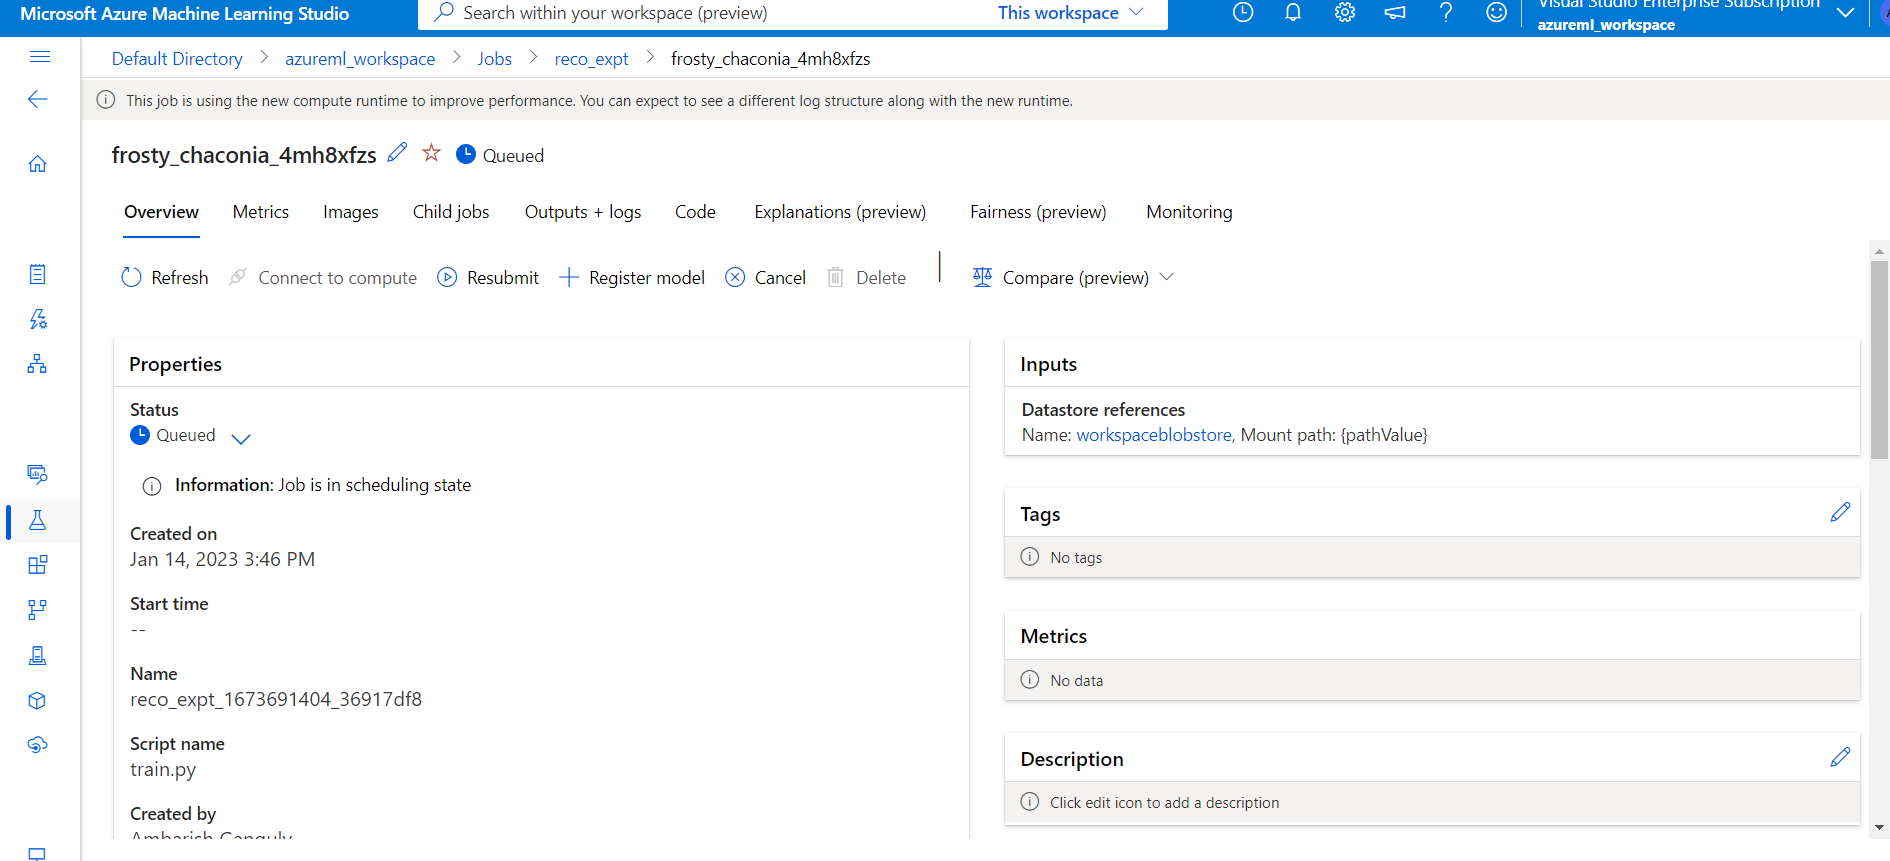 Microsoft Azure Machine Learning Studio
Search within your workspace (preview)
This workspace
Visual Studio Enterprise Subscription
azureml_workspace
Default Directory > azureml_workspace > Jobs > reco_expt > frosty_chaconia_4mh8xfzs
This job is using the new compute runtime to improve performance. You can expect to see a different log structure along with the new runtime.
frosty_chaconia_4mh8xfzs
Queued
Overview Metrics Images Child jobs Outputs + logs Code Explanations (preview) Fairness (preview) Monitoring
Refresh Connect to compute Resubmit Register model Cancel Delete Compare (preview)
Properties
Status
Queued
Information: Job is in scheduling state
Created on
Jan 14, 2023 3:46 PM
Start time
--
Name
reco_expt_1673691404_36917df8
Script name
train.py
Created by
Ambarish Ganguly
Inputs
Datastore references
Name: workspaceblobstore, Mount path: {pathValue}
Tags
No tags
Metrics
No data
Description
Click edit icon to add a description